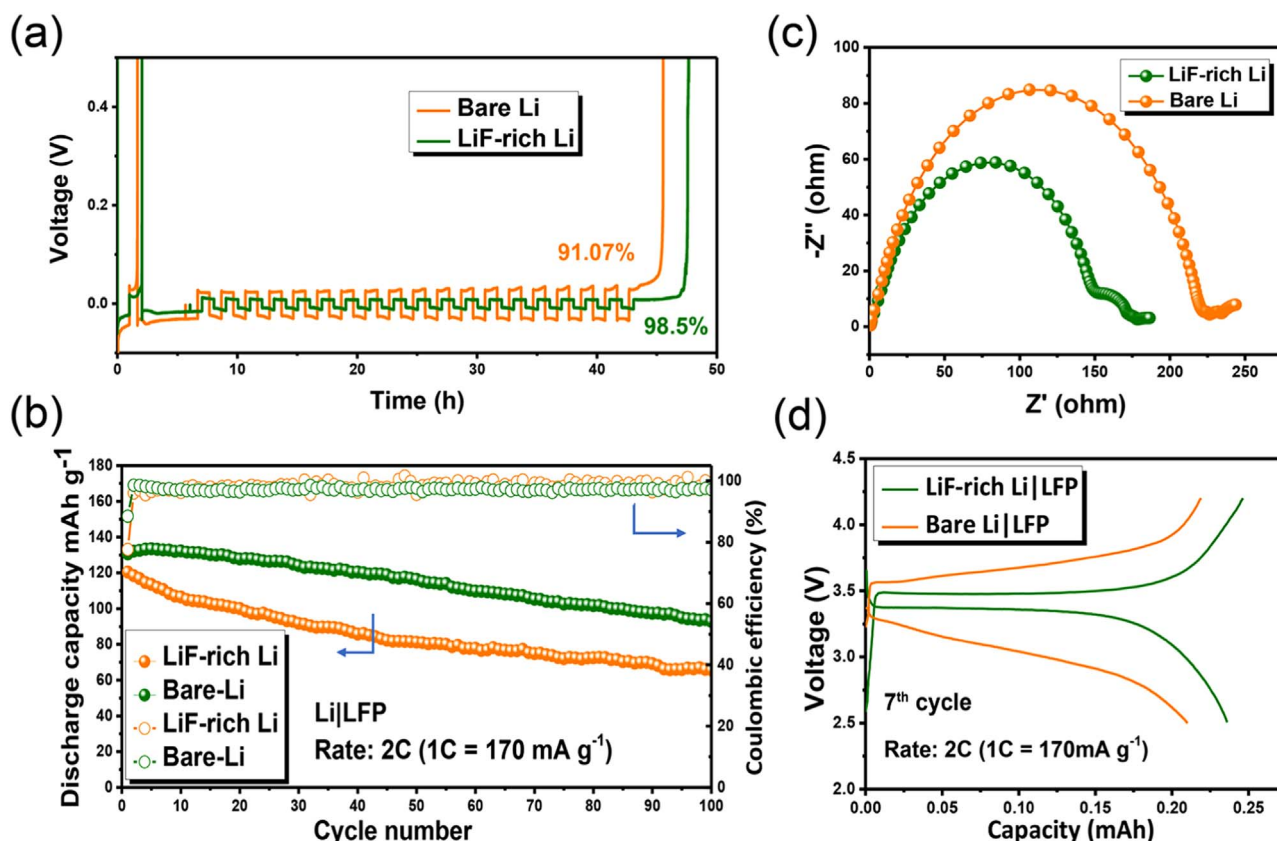 (a)
0.4
0.2
0.0
Voltage (V)
Bare Li
LiF-rich Li
91.07%
98.5%
0
10
20
30
40
50
Time (h)
(c)
100
80
60
40
20
0
-Z'' (ohm)
LiF-rich Li
Bare Li
0
50
100
150
200
250
Z' (ohm)
(b)
180
160
140
120
100
80
60
40
20
0
Discharge capacity mAh g-1
LiF-rich Li
Bare-Li
LiF-rich Li
Bare-Li
Li|LFP
Rate: 2C (1C = 170 mA g-1)
100
80
60
40
20
0
Coulombic efficiency (%)
0
10
20
30
40
50
60
70
80
90
100
Cycle number
(d)
4.5
4.0
3.5
3.0
2.5
2.0
Voltage (V)
LiF-rich Li|LFP
Bare Li|LFP
7th cycle
Rate: 2C (1C = 170mA g-1)
0.00
0.05
0.10
0.15
0.20
0.25
Capacity (mAh)